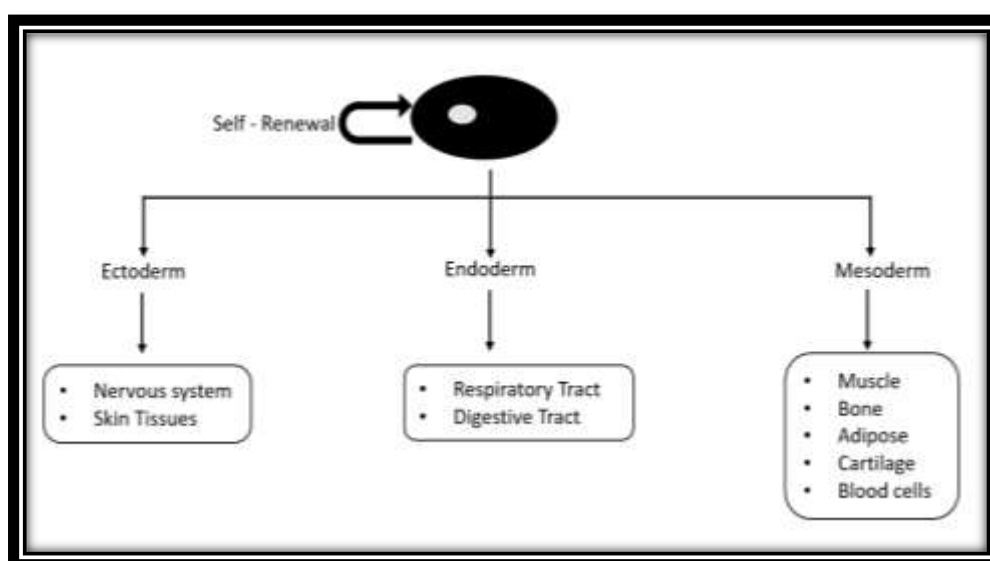 Self - Renewal
Ectoderm
Endoderm
Mesoderm
• Nervous system
• Skin Tissues
• Respiratory Tract
• Digestive Tract
• Muscle
• Bone
• Adipose
• Cartilage
• Blood cells